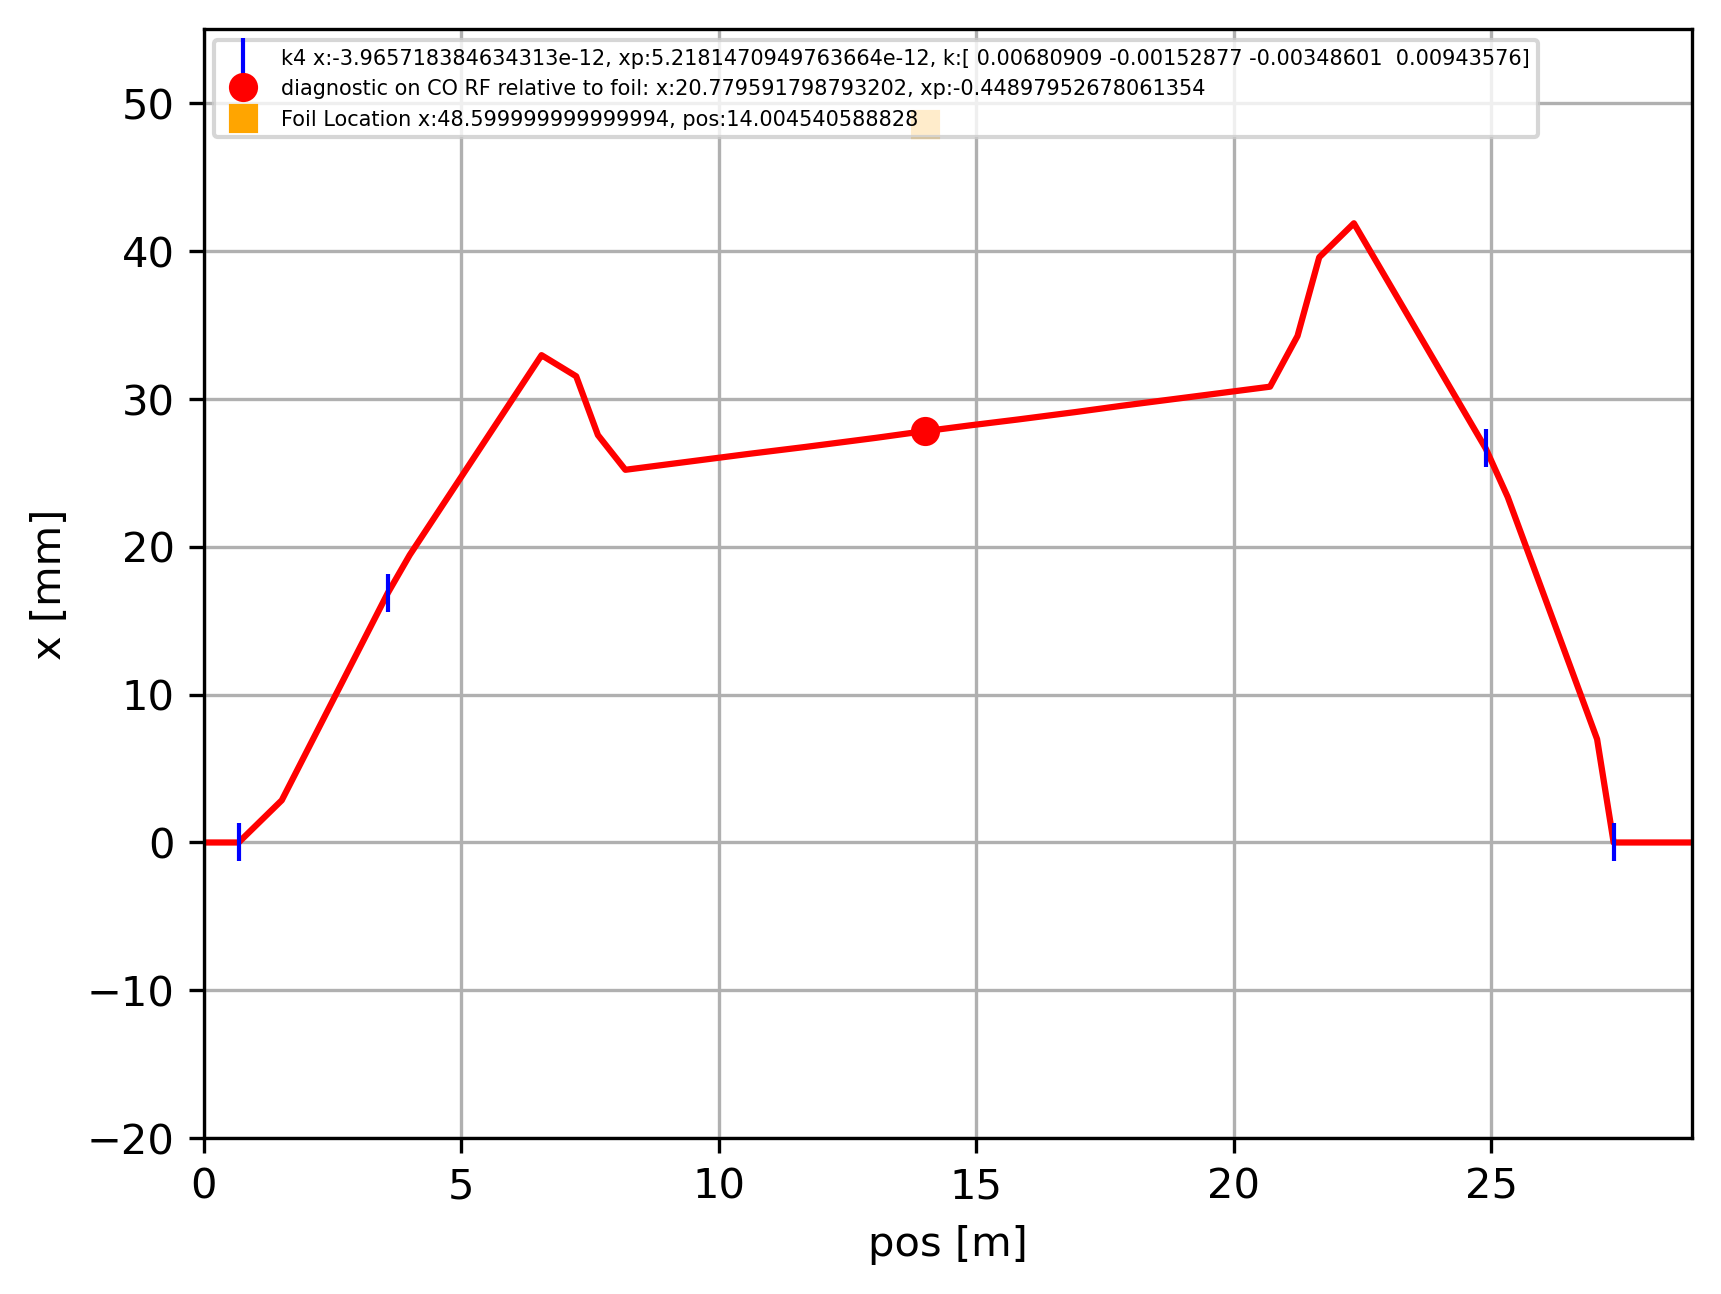 k4 x:-3.965718384634313e-12, xp:5.2181470949763664e-12, k:[ 0.00680909 -0.00152877 -0.00348601  0.00943576]
diagnostic on CO RF relative to foil: x:20.779591798793202, xp:-0.44897952678061354
Foil Location x:48.599999999999994, pos:14.004540588828
50
40
30
20
10
0
−10
−20
x [mm]
0 5 10 15 20 25
pos [m]